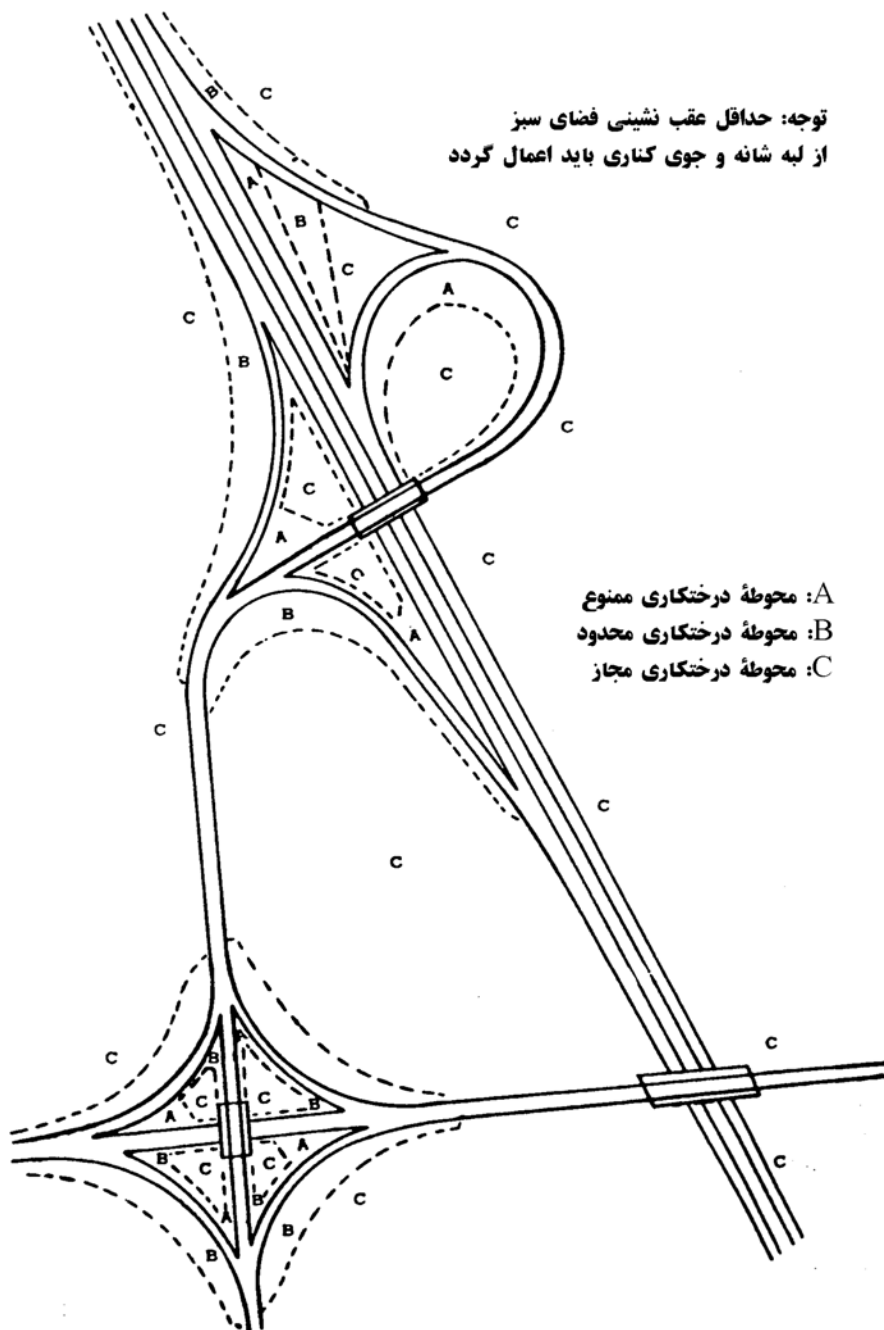 B
C
توجه: حداقل عقب نشینی فضای سبز
از لبه شانه و جوی کناری باید اعمال گردد
A
B
C
C
A
C
B
C
C
C
A
C
C
A: محوطهٔ درختکاری ممنوع
B: محوطهٔ درختکاری محدود
C: محوطهٔ درختکاری مجاز
B
A
C
C
C
A
C
C
B
C
C
B
A
A
B
C
C
C
B
C
A
B
B